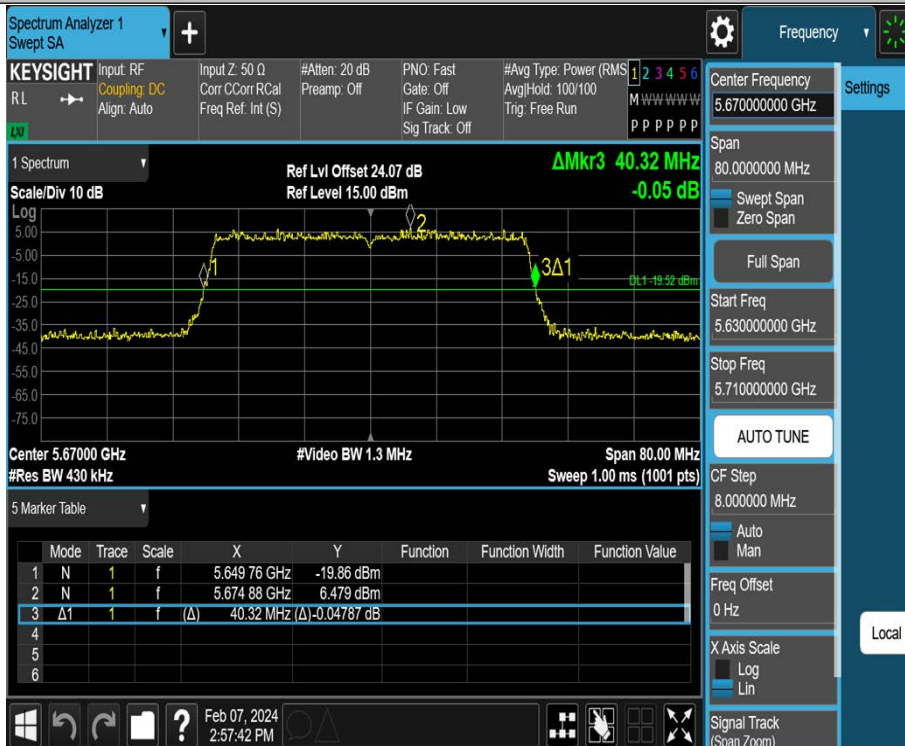 Spectrum Analyzer 1
Swept SA
+
Frequency
KEYSIGHT
RL
LXI
Input: RF
Coupling: DC
Align: Auto
Input Z: 50 Ω
Corr CCorr RCal
Freq Ref: Int (S)
#Atten: 20 dB
Preamp: Off
PNO: Fast
Gate: Off
IF Gain: Low
Sig Track: Off
#Avg Type: Power (RMS
Avg|Hold: 100/100
Trig: Free Run
1 2 3 4 5 6
M W W W W W
P P P P P P
Settings
Center Frequency
5.670000000 GHz
Span
80.0000000 MHz
Swept Span
Zero Span
Full Span
Start Freq
5.630000000 GHz
Stop Freq
5.710000000 GHz
AUTO TUNE
CF Step
8.000000 MHz
Auto
Man
Freq Offset
0 Hz
X Axis Scale
Log
Lin
Signal Track
(Span Zoom)
Local
1 Spectrum
Scale/Div 10 dB
Ref Lvl Offset 24.07 dB
Ref Level 15.00 dBm
ΔMkr3 40.32 MHz
-0.05 dB
Log
5.00
-5.00
-15.0
-25.0
-35.0
-45.0
-55.0
-65.0
-75.0
1
2
3Δ1
DL1 -19.52 dBm
Center 5.67000 GHz
#Video BW 1.3 MHz
Span 80.00 MHz
#Res BW 430 kHz
Sweep 1.00 ms (1001 pts)
5 Marker Table
Mode Trace Scale X Y Function Function Width Function Value
1 N 1 f 5.649 76 GHz -19.86 dBm
2 N 1 f 5.674 88 GHz 6.479 dBm
3 Δ1 1 f (Δ) 40.32 MHz (Δ) -0.04787 dB
4
5
6
?
Feb 07, 2024
2:57:42 PM